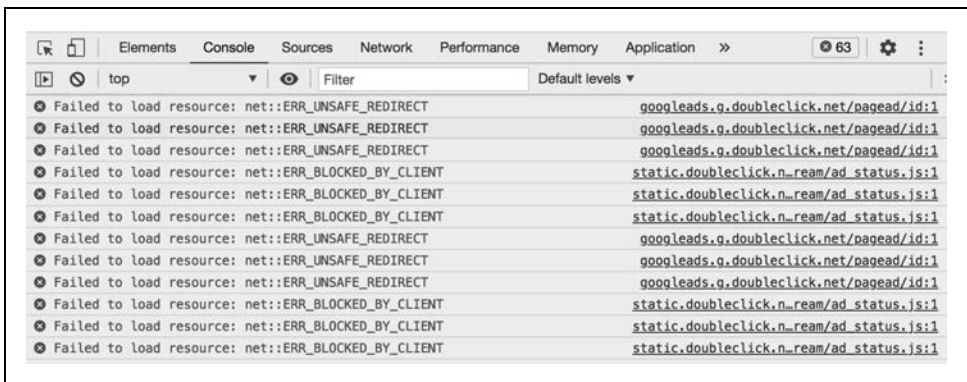 Elements Console Sources Network Performance Memory Application » 63
top Filter Default levels
Failed to load resource: net::ERR_UNSAFE_REDIRECT googleads.g.doubleclick.net/pagead/id:1
Failed to load resource: net::ERR_UNSAFE_REDIRECT googleads.g.doubleclick.net/pagead/id:1
Failed to load resource: net::ERR_UNSAFE_REDIRECT googleads.g.doubleclick.net/pagead/id:1
Failed to load resource: net::ERR_BLOCKED_BY_CLIENT static.doubleclick.n…ream/ad_status.js:1
Failed to load resource: net::ERR_BLOCKED_BY_CLIENT static.doubleclick.n…ream/ad_status.js:1
Failed to load resource: net::ERR_BLOCKED_BY_CLIENT static.doubleclick.n…ream/ad_status.js:1
Failed to load resource: net::ERR_UNSAFE_REDIRECT googleads.g.doubleclick.net/pagead/id:1
Failed to load resource: net::ERR_UNSAFE_REDIRECT googleads.g.doubleclick.net/pagead/id:1
Failed to load resource: net::ERR_UNSAFE_REDIRECT googleads.g.doubleclick.net/pagead/id:1
Failed to load resource: net::ERR_BLOCKED_BY_CLIENT static.doubleclick.n…ream/ad_status.js:1
Failed to load resource: net::ERR_BLOCKED_BY_CLIENT static.doubleclick.n…ream/ad_status.js:1
Failed to load resource: net::ERR_BLOCKED_BY_CLIENT static.doubleclick.n…ream/ad_status.js:1